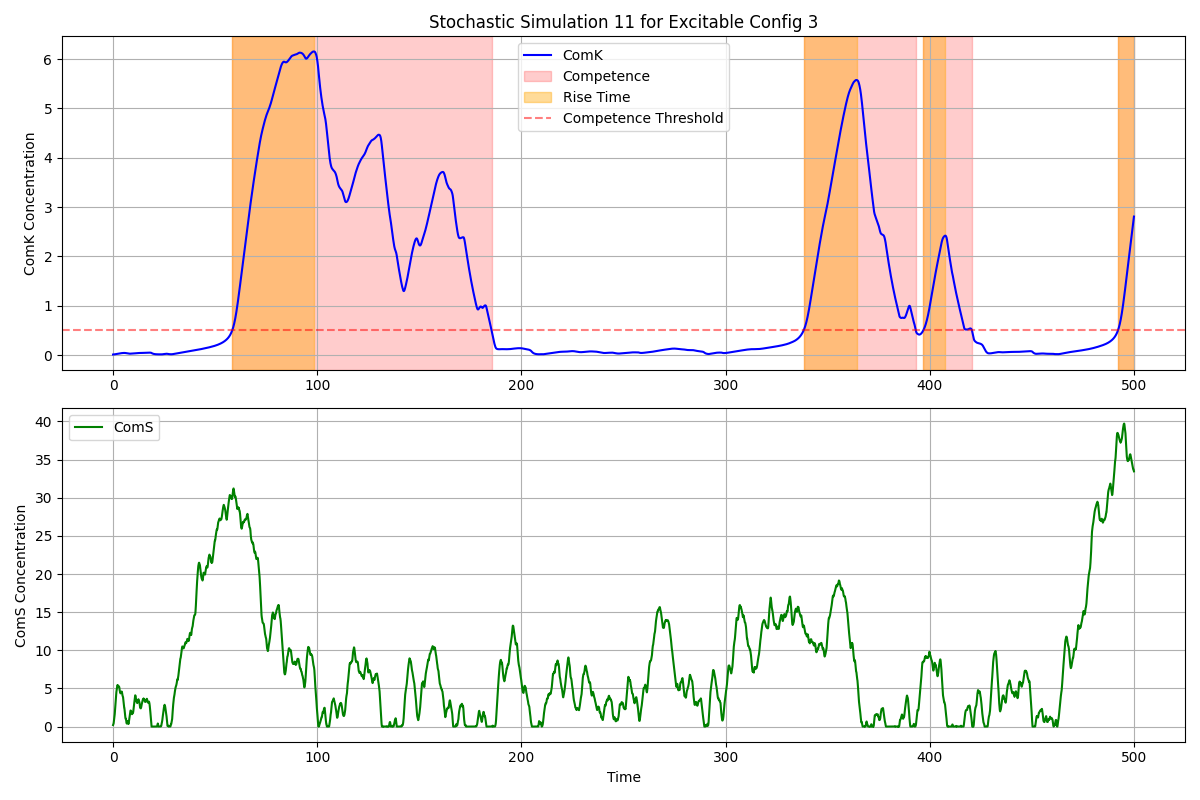 Stochastic Simulation 11 for Excitable Config 3
ComK Concentration
6
5
4
3
2
1
0
ComK
Competence
Rise Time
Competence Threshold
0 100 200 300 400 500
ComS Concentration
40
35
30
25
20
15
10
5
0
ComS
0 100 200 300 400 500
Time